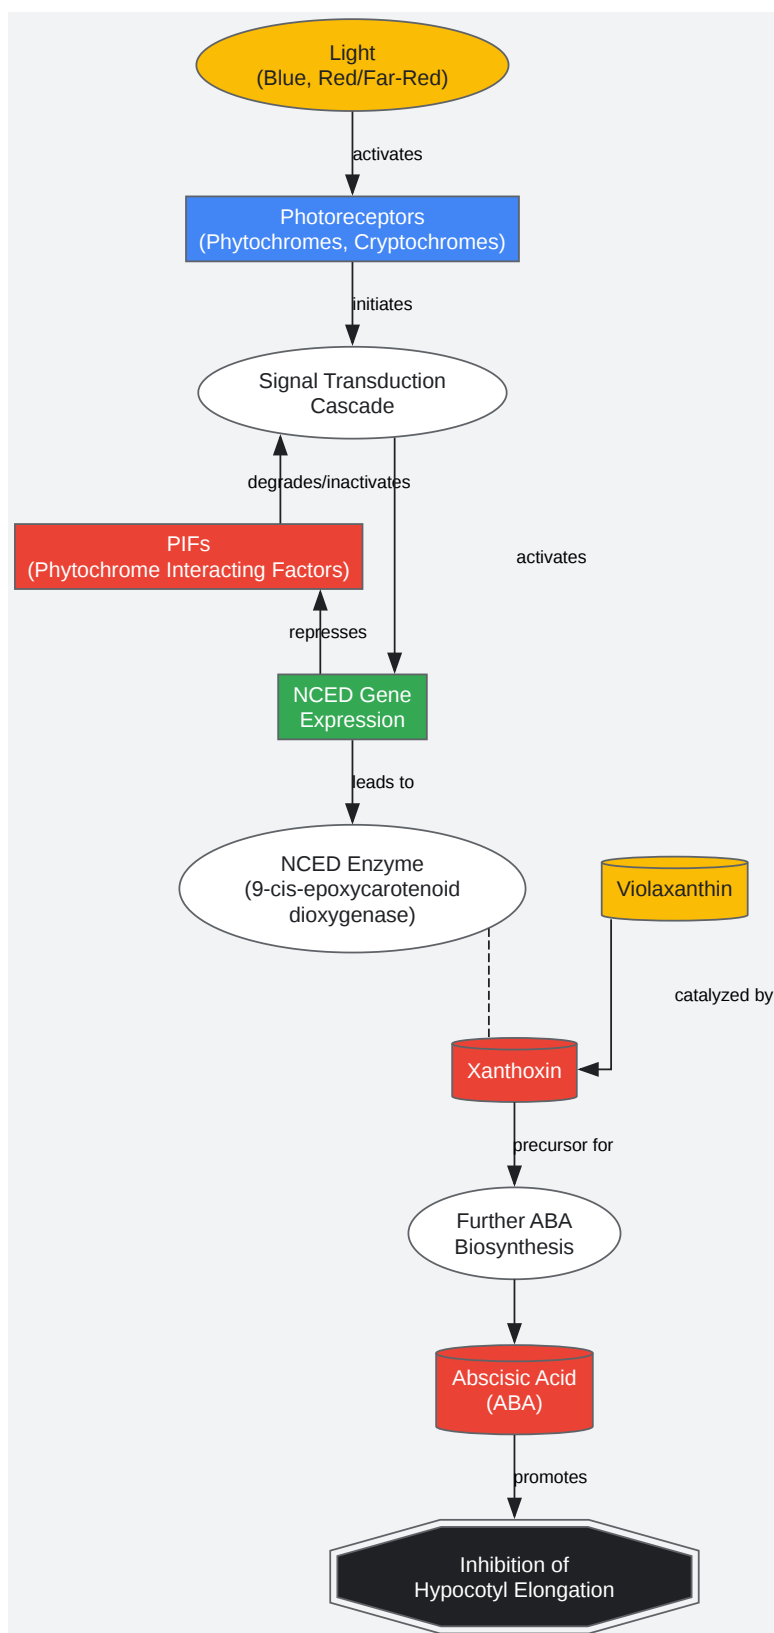 Light
(Blue, Red/Far-Red)
activates
Photoreceptors
(Phytochromes, Cryptochromes)
initiates
Signal Transduction
Cascade
degrades/inactivates
PIFs
(Phytochrome Interacting Factors)
activates
represses
NCED Gene
Expression
leads to
NCED Enzyme
(9-cis-epoxycarotenoid
dioxygenase)
Violaxanthin
catalyzed by
Xanthoxin
precursor for
Further ABA
Biosynthesis
Abscisic Acid
(ABA)
promotes
Inhibition of
Hypocotyl Elongation